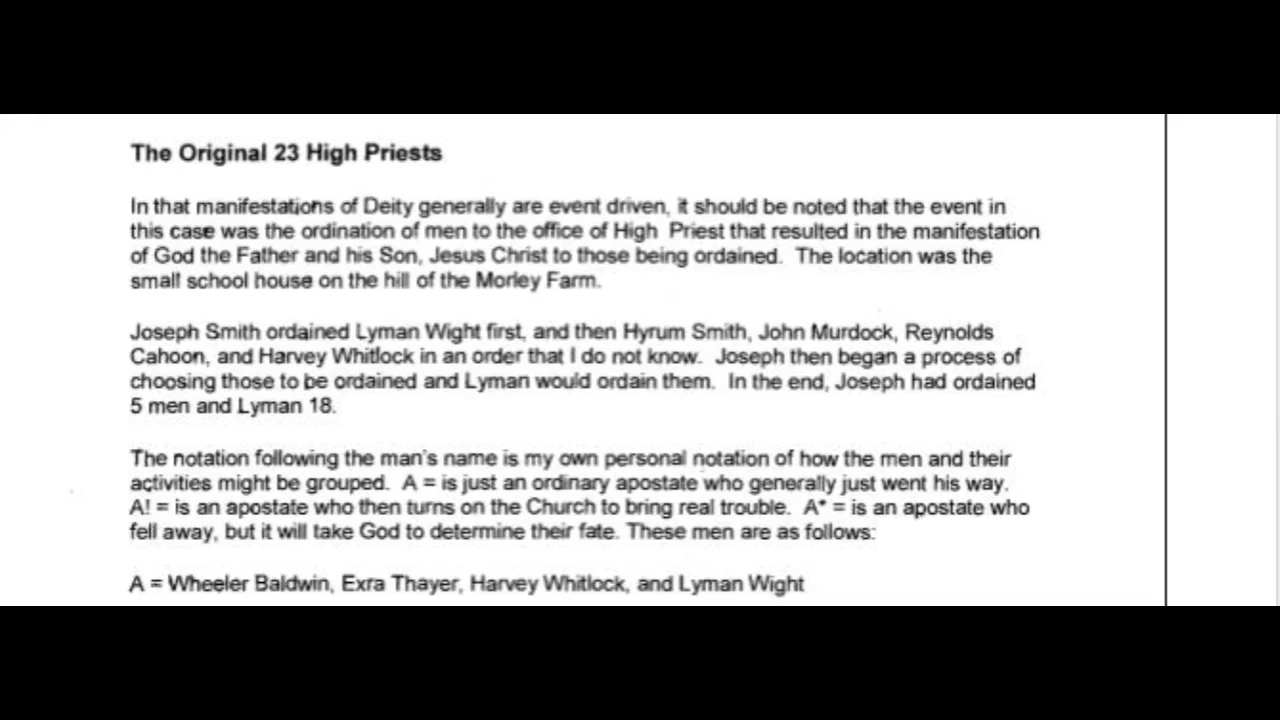 The Original 23 High Priests
In that manifestations of Deity generally are event driven, it should be noted that the event in
this case was the ordination of men to the office of High Priest that resulted in the manifestation
of God the Father and his Son, Jesus Christ to those being ordained. The location was the
small school house on the hill of the Morley Farm.
Joseph Smith ordained Lyman Wight first, and then Hyrum Smith, John Murdock, Reynolds
Cahoon, and Harvey Whitlock in an order that I do not know. Joseph then began a process of
choosing those to be ordained and Lyman would ordain them. In the end, Joseph had ordained
5 men and Lyman 18.
The notation following the man's name is my own personal notation of how the men and their
activities might be grouped. A = is just an ordinary apostate who generally just went his way.
A! = is an apostate who then turns on the Church to bring real trouble. A* = is an apostate who
fell away, but it will take God to determine their fate. These men are as follows:
A = Wheeler Baldwin, Exra Thayer, Harvey Whitlock, and Lyman Wight